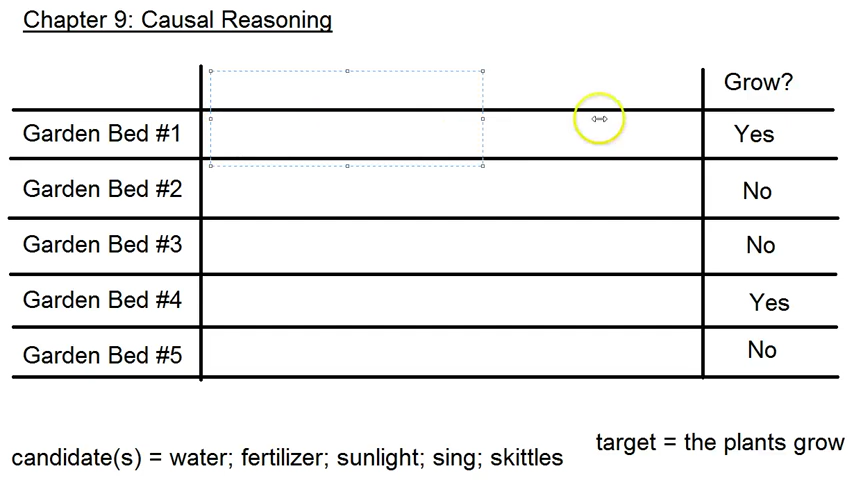 Chapter 9: Causal Reasoning
Grow?
Garden Bed #1 Yes
Garden Bed #2 No
Garden Bed #3 No
Garden Bed #4 Yes
Garden Bed #5 No
candidate(s) = water; fertilizer; sunlight; sing; skittles
target = the plants grow